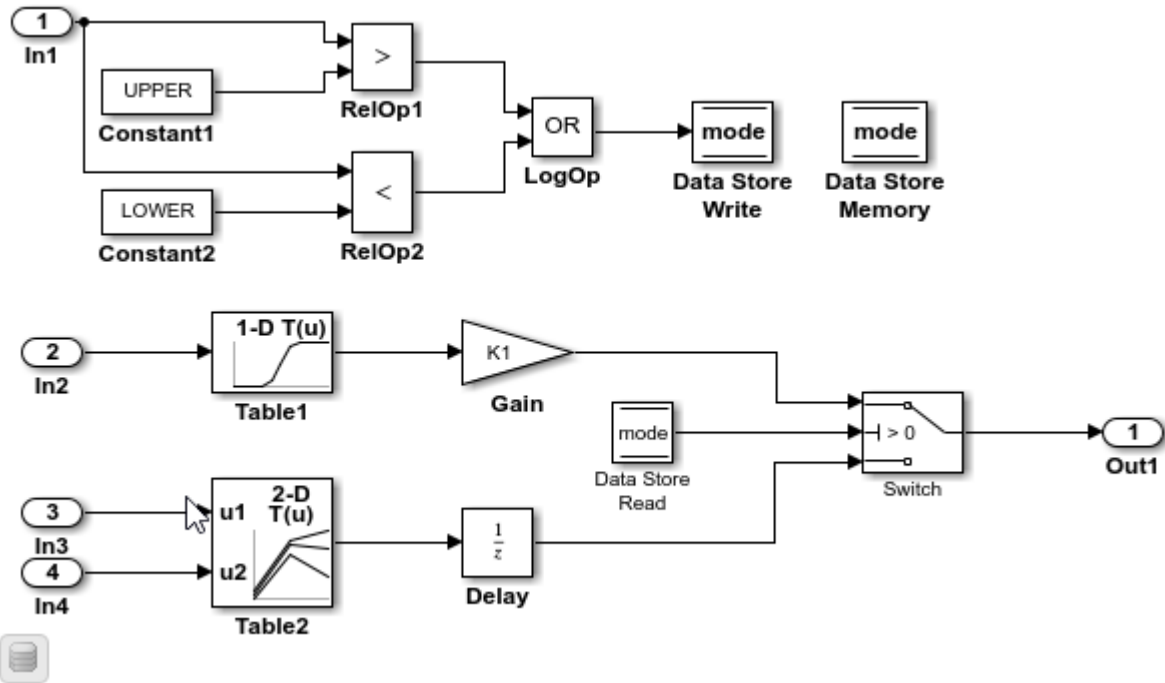 1
In1
UPPER
Constant1
>
RelOp1
OR
LogOp
mode
Data Store
Write
mode
Data Store
Memory
LOWER
Constant2
<
RelOp2
2
In2
1-D T(u)
Table1
K1
Gain
mode
Data Store
Read
> 0
Switch
1
Out1
3
In3
4
In4
u1
u2
2-D
T(u)
Table2
1
z
Delay